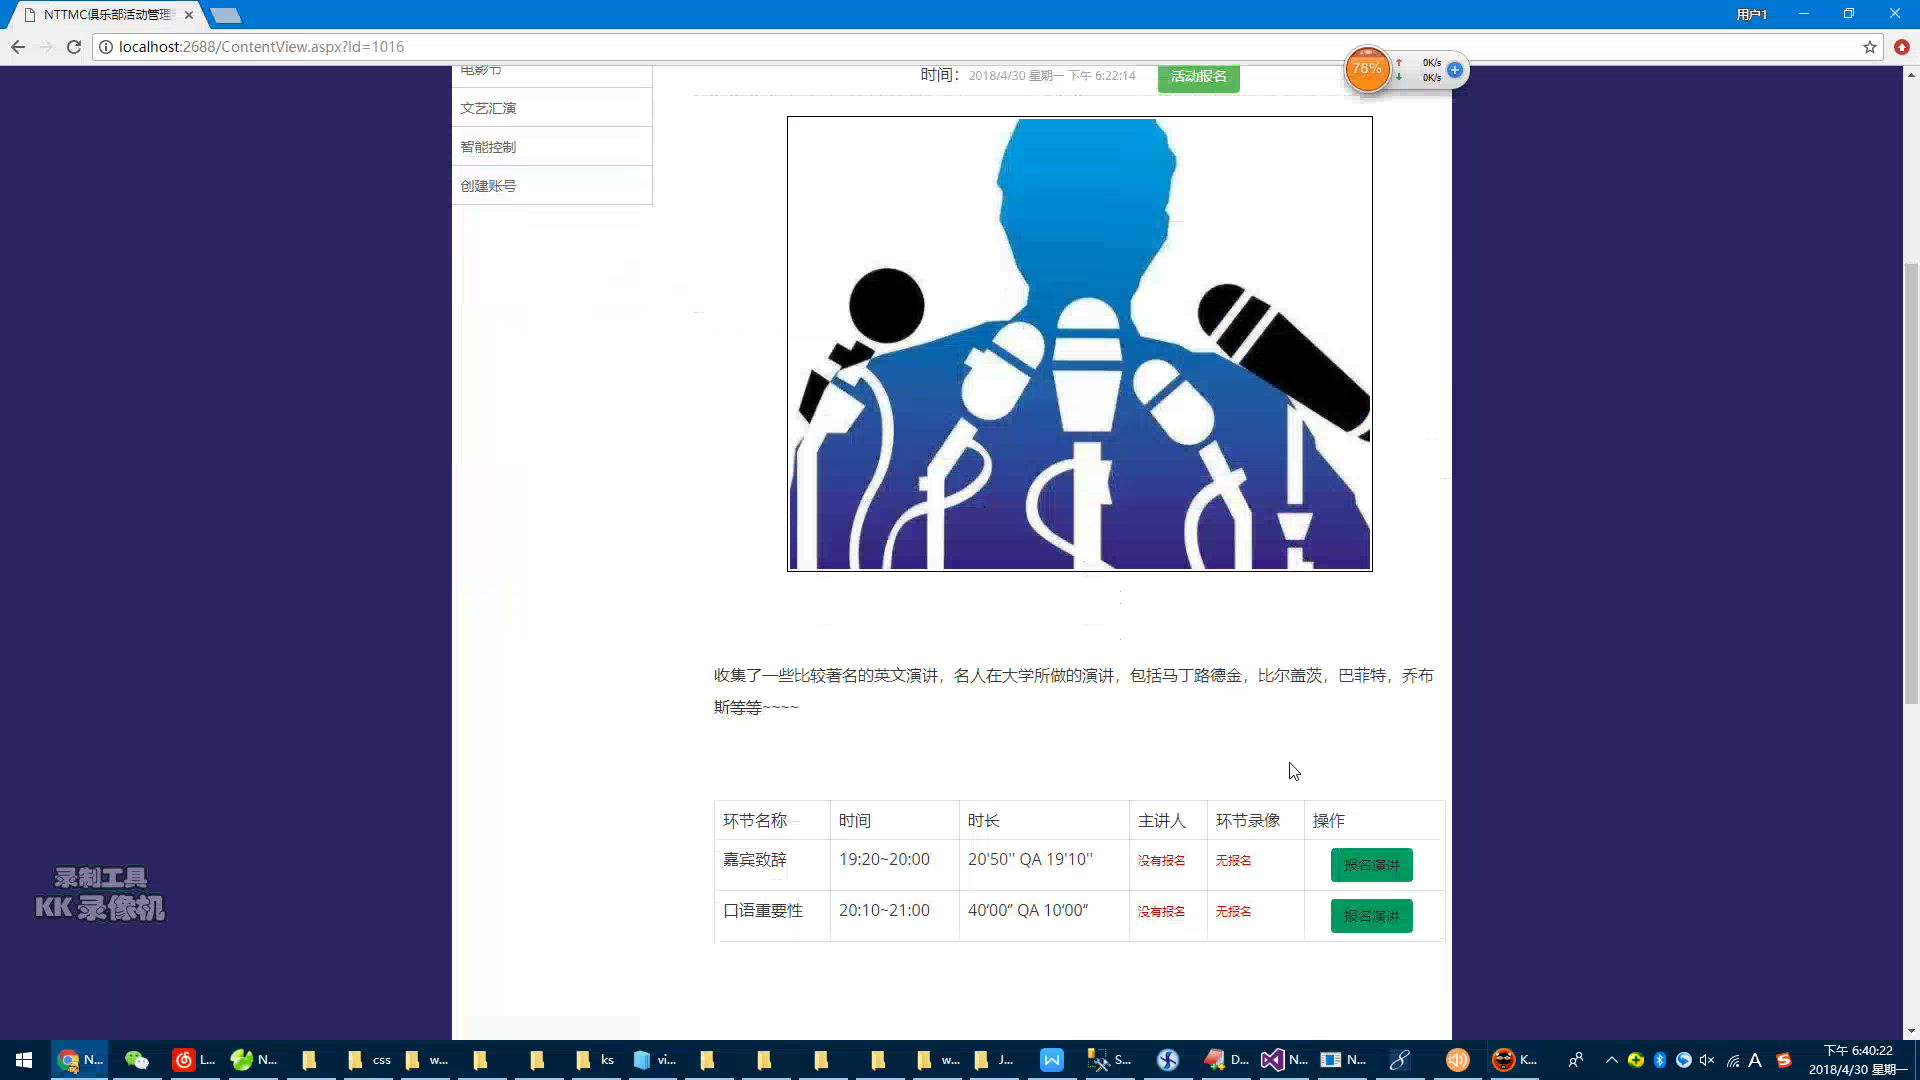 NTTMC俱乐部活动管理
用户1
localhost:2688/ContentView.aspx?Id=1016
76%
0K/s
0K/s
电影节
文艺汇演
智能控制
创建账号
时间：2018/4/30 星期一 下午 6:22:14
活动报名
收集了一些比较著名的英文演讲，名人在大学所做的演讲，包括马丁路德金，比尔盖茨，巴菲特，乔布
斯等等~~~~
环节名称 时间 时长 主讲人 环节录像 操作
嘉宾致辞 19:20~20:00 20'50'' QA 19'10'' 没有报名 无报名 报名演讲
口语重要性 20:10~21:00 40‘00’’ QA 10‘00’’ 没有报名 无报名 报名演讲
录制工具
KK 录像机
N... L... N... css w... ks vi... w... J... S... D... N... N... K...
下午 6:40:22
2018/4/30 星期一